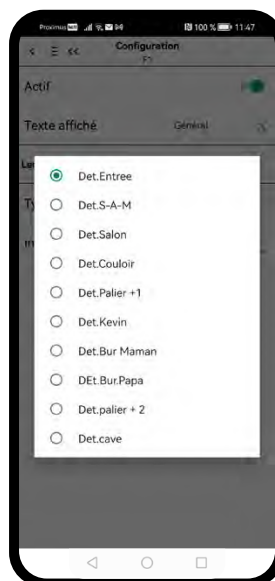 Proximus 100 % 11:47
Configuration
F1
Actif
Texte affiché Général
Det.Entree
Det.S-A-M
Det.Salon
Det.Couloir
Det.Palier +1
Det.Kevin
Det.Bur Maman
DEt.Bur.Papa
Det.palier + 2
Det.cave